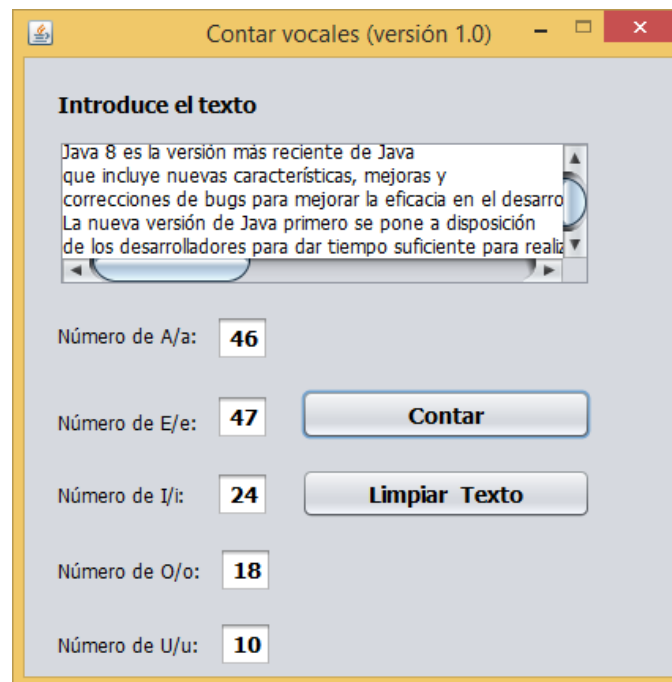 Contar vocales (versión 1.0)
Introduce el texto
Java 8 es la versión más reciente de Java
que incluye nuevas características, mejoras y
correcciones de bugs para mejorar la eficacia en el desarro
La nueva versión de Java primero se pone a disposición
de los desarrolladores para dar tiempo suficiente para realiz
Número de A/a: 46
Número de E/e: 47 Contar
Número de I/i: 24 Limpiar Texto
Número de O/o: 18
Número de U/u: 10